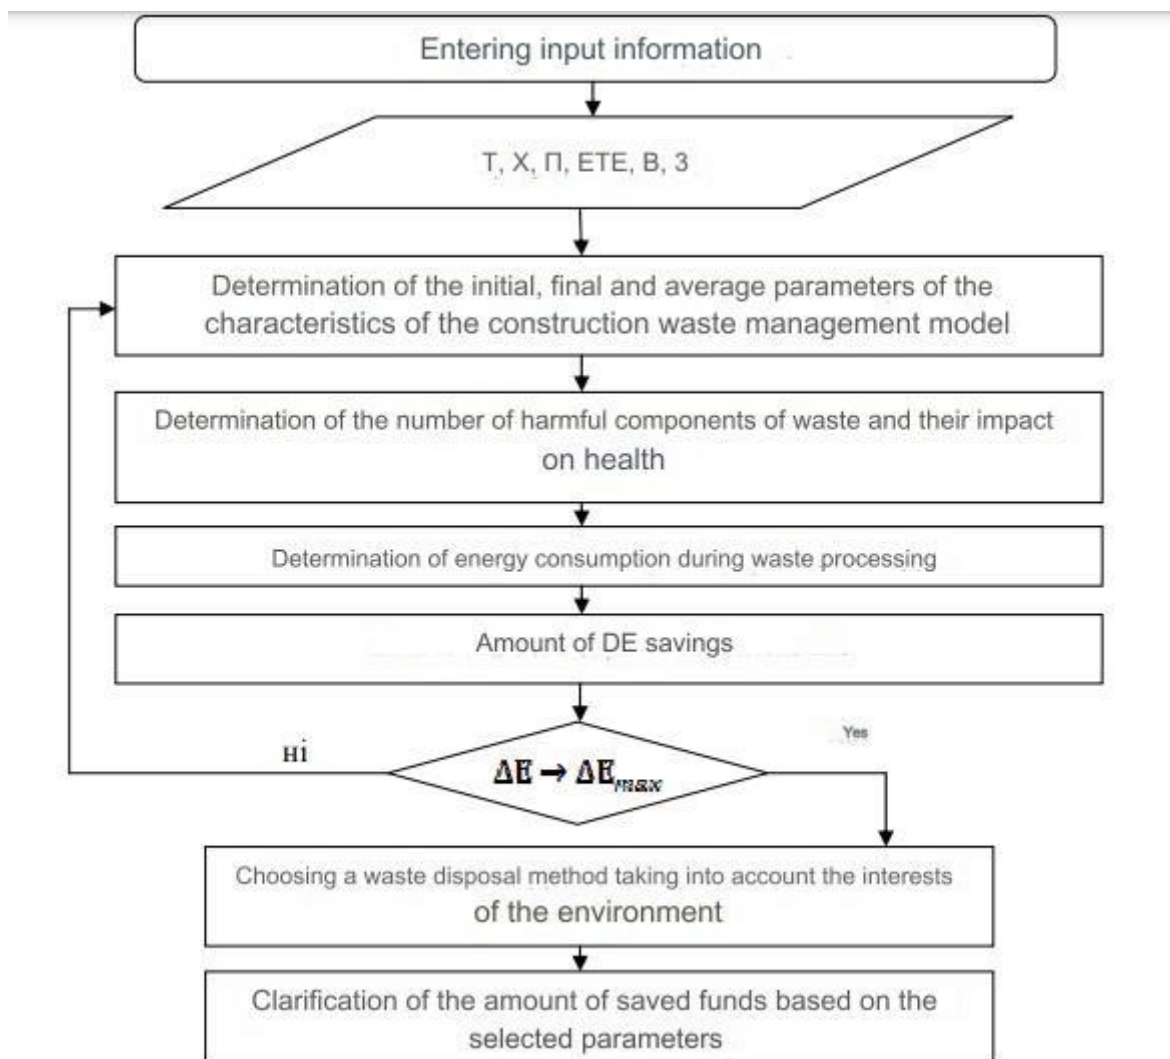 Entering input information
Т, Х, П, ЕТЕ, В, З
Determination of the initial, final and average parameters of the
characteristics of the construction waste management model
Determination of the number of harmful components of waste and their impact
on health
Determination of energy consumption during waste processing
Amount of DE savings
ні
Yes
ΔE → ΔEmax
Choosing a waste disposal method taking into account the interests
of the environment
Clarification of the amount of saved funds based on the
selected parameters